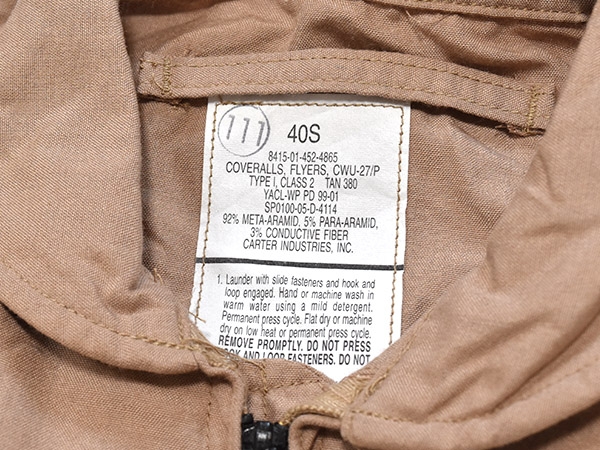 111 40S
8415-01-452-4865
COVERALLS, FLYERS, CWU-27/P
TYPE I, CLASS 2 TAN 380
YACL-WP PD 99-01
SP0100-05-D-4114
92% META-ARAMID, 5% PARA-ARAMID,
3% CONDUCTIVE FIBER
CARTER INDUSTRIES, INC.
1. Launder with slide fasteners and hook and
loop engaged. Hand or machine wash in
warm water using a mild detergent.
Permanent press cycle. Flat dry or machine
dry on low heat or permanent press cycle.
REMOVE PROMPTLY. DO NOT PRESS
AND LOOP FASTENERS. DO NOT